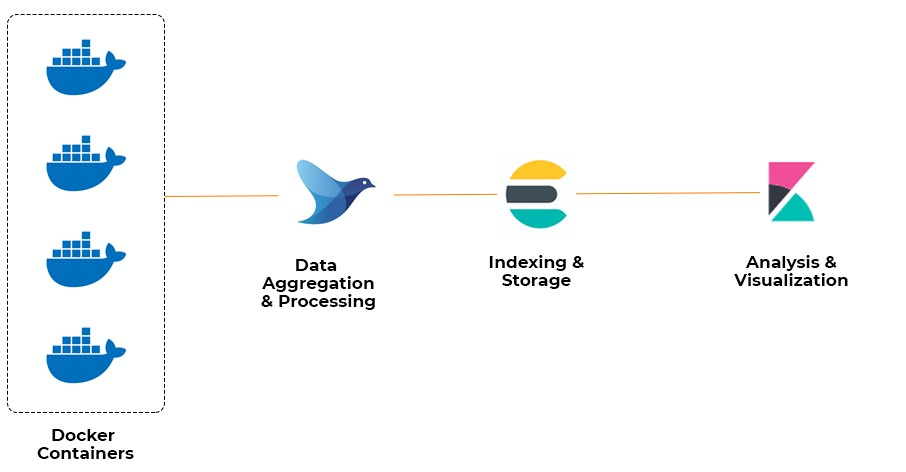 Data
Aggregation
& Processing
Indexing &
Storage
Analysis &
Visualization
Docker
Containers